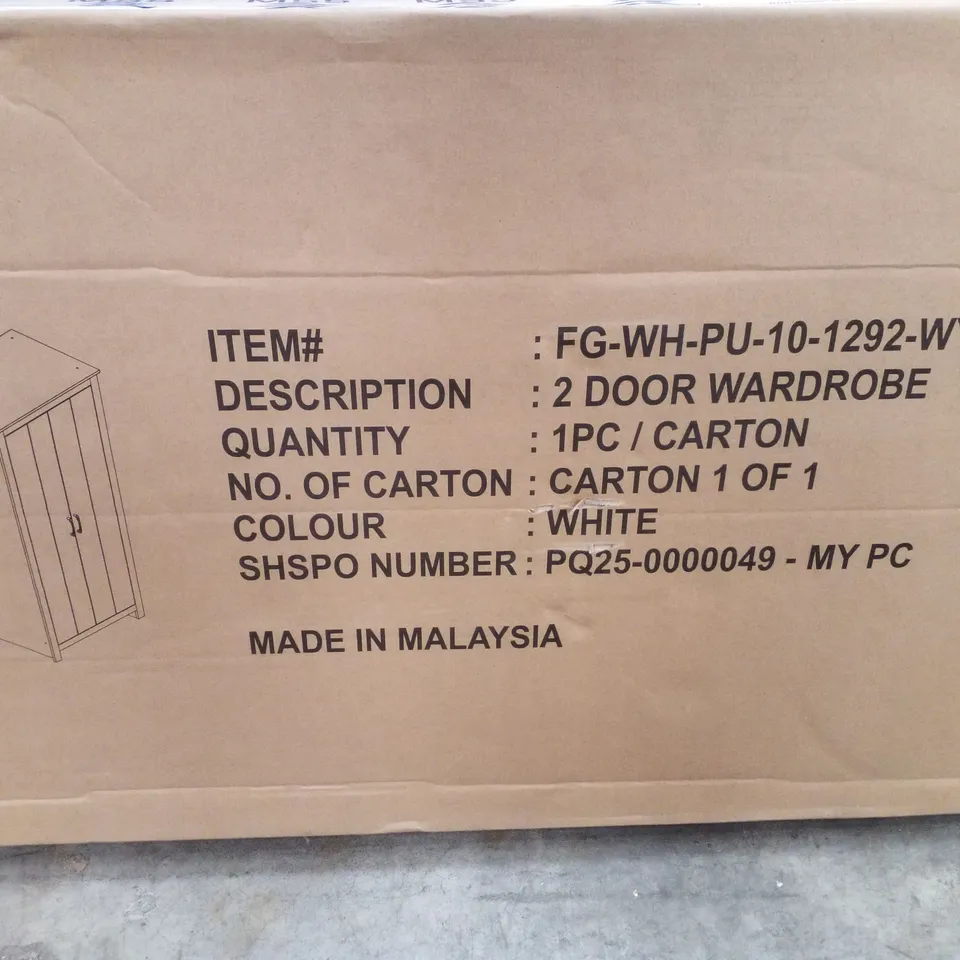 ITEM# : FG-WH-PU-10-1292-WY
DESCRIPTION : 2 DOOR WARDROBE
QUANTITY : 1PC / CARTON
NO. OF CARTON : CARTON 1 OF 1
COLOUR : WHITE
SHSPO NUMBER : PQ25-0000049 - MY PC
MADE IN MALAYSIA